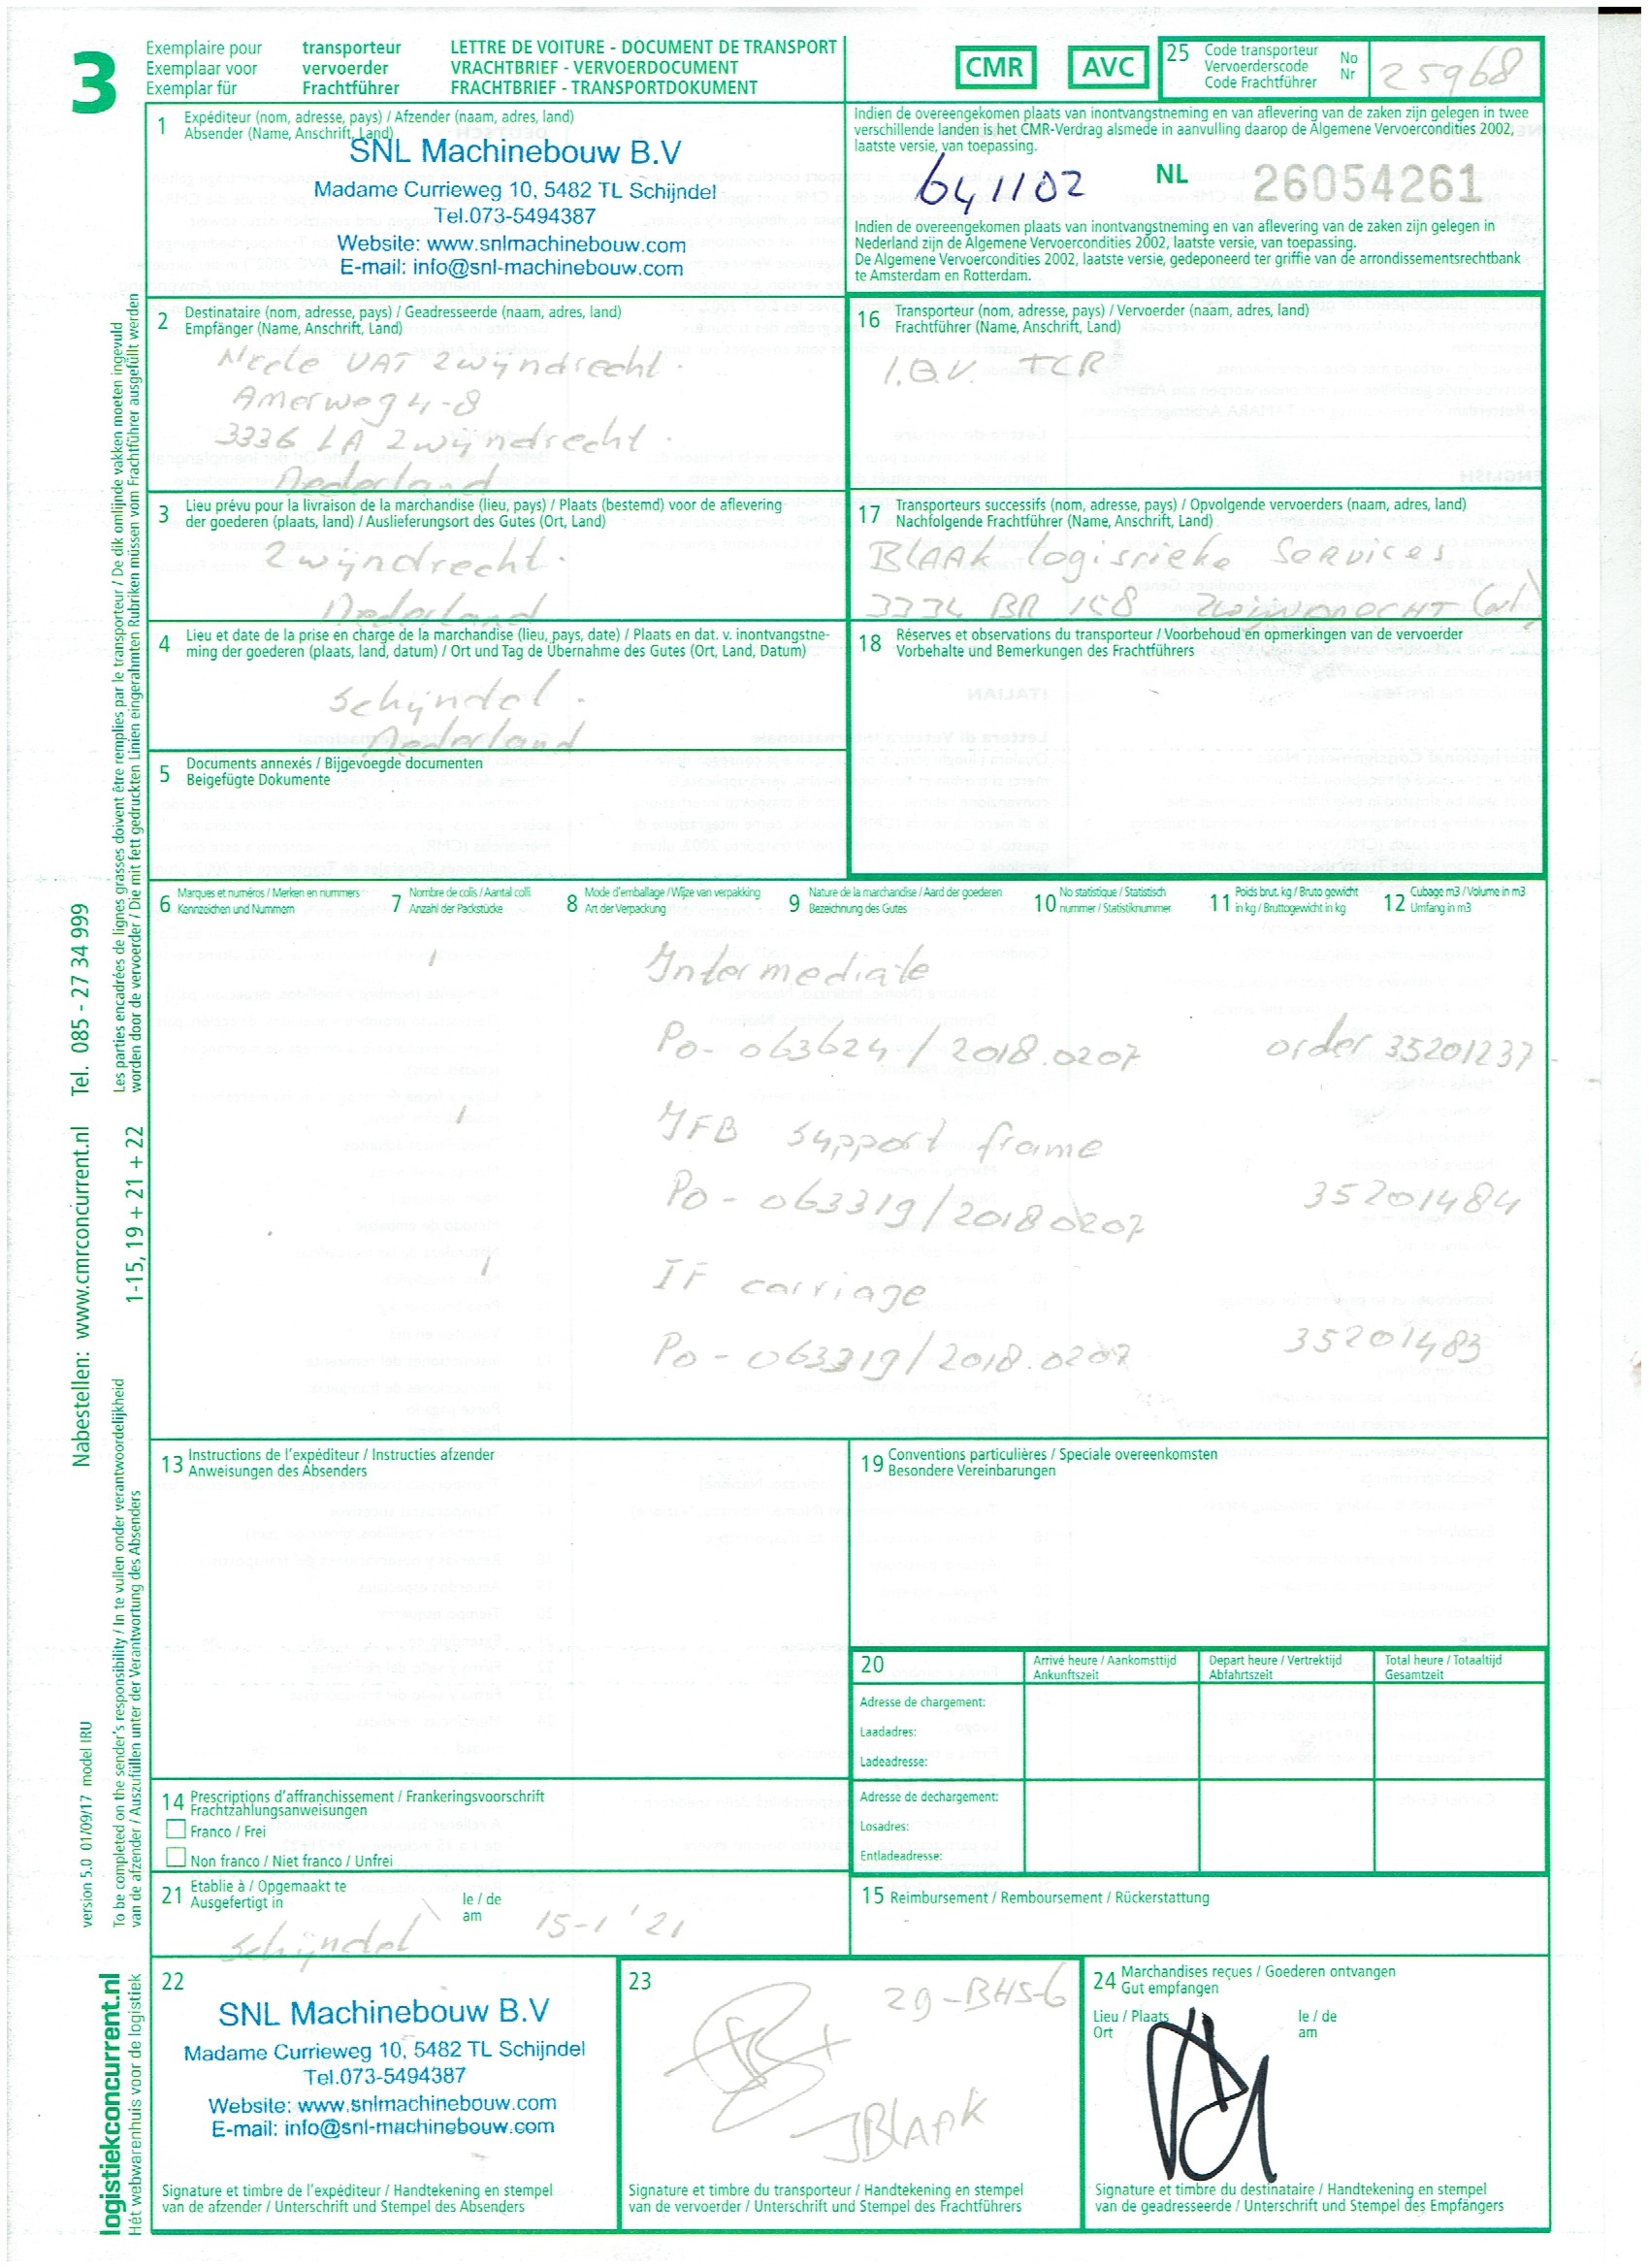 3
Exemplaire pour transporteur
Exemplaar voor vervoerder
Exemplar für Frachtführer
LETTRE DE VOITURE - DOCUMENT DE TRANSPORT
VRACHTBRIEF - VERVOERDOCUMENT
FRACHTBRIEF - TRANSPORTDOKUMENT
CMR
AVC
25 Code transporteur
Vervoerderscode
Code Frachtführer
No
Nr
25968
1 Expéditeur (nom, adresse, pays) / Afzender (naam, adres, land)
Absender (Name, Anschrift, Land)
SNL Machinebouw B.V
Madame Currieweg 10, 5482 TL Schijndel
Tel.073-5494387
Website: www.snlmachinebouw.com
E-mail: info@snl-machinebouw.com
Indien de overeengekomen plaats van inontvangstneming en van aflevering van de zaken zijn gelegen in twee
verschillende landen is het CMR-Verdrag alsmede in aanvulling daarop de Algemene Vervoercondities 2002,
laatste versie, van toepassing.
641102
NL 26054261
Indien de overeengekomen plaats van inontvangstneming en van aflevering van de zaken zijn gelegen in
Nederland zijn de Algemene Vervoercondities 2002, laatste versie, van toepassing.
De Algemene Vervoercondities 2002, laatste versie, gedeponeerd ter griffie van de arrondissementsrechtbank
te Amsterdam en Rotterdam.
2 Destinataire (nom, adresse, pays) / Geadresseerde (naam, adres, land)
Empfänger (Name, Anschrift, Land)
VAT Zwijndrecht.
Amerweg 4-8
3336 LA Zwijndrecht.
Nederland
16 Transporteur (nom, adresse, pays) / Vervoerder (naam, adres, land)
Frachtführer (Name, Anschrift, Land)
TCR
3 Lieu prévu pour la livraison de la marchandise (lieu, pays) / Plaats (bestemd) voor de aflevering
der goederen (plaats, land) / Auslieferungsort des Gutes (Ort, Land)
Zwijndrecht.
Nederland
17 Transporteurs successifs (nom, adresse, pays) / Opvolgende vervoerders (naam, adres, land)
Nachfolgende Frachtführer (Name, Anschrift, Land)
BLAAK logistieke Services
3334 BR 158 Zwijndrecht (nl)
4 Lieu et date de la prise en charge de la marchandise (lieu, pays, date) / Plaats en dat. v. inontvangstne-
ming der goederen (plaats, land, datum) / Ort und Tag de Übernahme des Gutes (Ort, Land, Datum)
Schijndel.
Nederland
18 Réserves et observations du transporteur / Voorbehoud en opmerkingen van de vervoerder
Vorbehalte und Bemerkungen des Frachtführers
5 Documents annexés / Bijgevoegde documenten
Beigefügte Dokumente
6 Marques et numéros / Merken en nummers
Kennzeichen und Nummern
7 Nombre de colis / Aantal colli
Anzahl der Packstücke
8 Mode d'emballage / Wijze van verpakking
Art der Verpackung
9 Nature de la marchandise / Aard der goederen
Bezeichnung des Gutes
10 No statistique / Statistisch
nummer / Statistiknummer
11 Poids brut. kg / Bruto gewicht
in kg / Bruttogewicht in kg
12 Cubage m3 / Volume in m3
Umfang in m3
1 Intermediate
Po- 063624 / 2018.0207 order 35201237
1 IFB support frame
Po - 063319/2018 0207 35201484
1 IF carriage
Po - 063319/2018.0207 35201483
13 Instructions de l'expéditeur / Instructies afzender
Anweisungen des Absenders
19 Conventions particulières / Speciale overeenkomsten
Besondere Vereinbarungen
20
Arrivé heure / Aankomsttijd
Ankunftszeit
Depart heure / Vertrektijd
Abfahrtszeit
Total heure / Totaaltijd
Gesamtzeit
Adresse de chargement:
Laadadres:
Ladeadresse:
Adresse de dechargement:
Losadres:
Entladeadresse:
14 Prescriptions d'affranchissement / Frankeringsvoorschrift
Frachtzahlungsanweisungen
Franco / Frei
Non franco / Niet franco / Unfrei
21 Etablie à / Opgemaakt te
Ausgefertigt in
le / de
am
Schijndel 15-1 '21
15 Reimbursement / Remboursement / Rückerstattung
22
SNL Machinebouw B.V
Madame Currieweg 10, 5482 TL Schijndel
Tel.073-5494387
Website: www.snlmachinebouw.com
E-mail: info@snl-machinebouw.com
Signature et timbre de l'expéditeur / Handtekening en stempel
van de afzender / Unterschrift und Stempel des Absenders
23
29-BHS-6
JBlaak
Signature et timbre du transporteur / Handtekening en stempel
van de vervoerder / Unterschrift und Stempel des Frachtführers
24 Marchandises reçues / Goederen ontvangen
Gut empfangen
Lieu / Plaats
Ort
le / de
am
Signature et timbre du destinataire / Handtekening en stempel
van de geadresseerde / Unterschrift und Stempel des Empfängers
Les parties encadrées de lignes grasses doivent être remplies par le transporteur / De dik omlijnde vakken moeten ingevuld
worden door de vervoerder / Die mit fett gedruckten Linien eingerahmten Rubriken müssen vom Frachtführer ausgefüllt werden
Nabestellen: www.cmrconcurrent.nl Tel. 085 - 27 34 999
1-15, 19 + 21 + 22
To be completed on the sender's responsibility / In te vullen onder verantwoordelijkheid
van de afzender / Auszufüllen unter der Verantwortung des Absenders
version 5.0 01/09/17 model IRU
logistiekconcurrent.nl
Hét webwarenhuis voor de logistiek